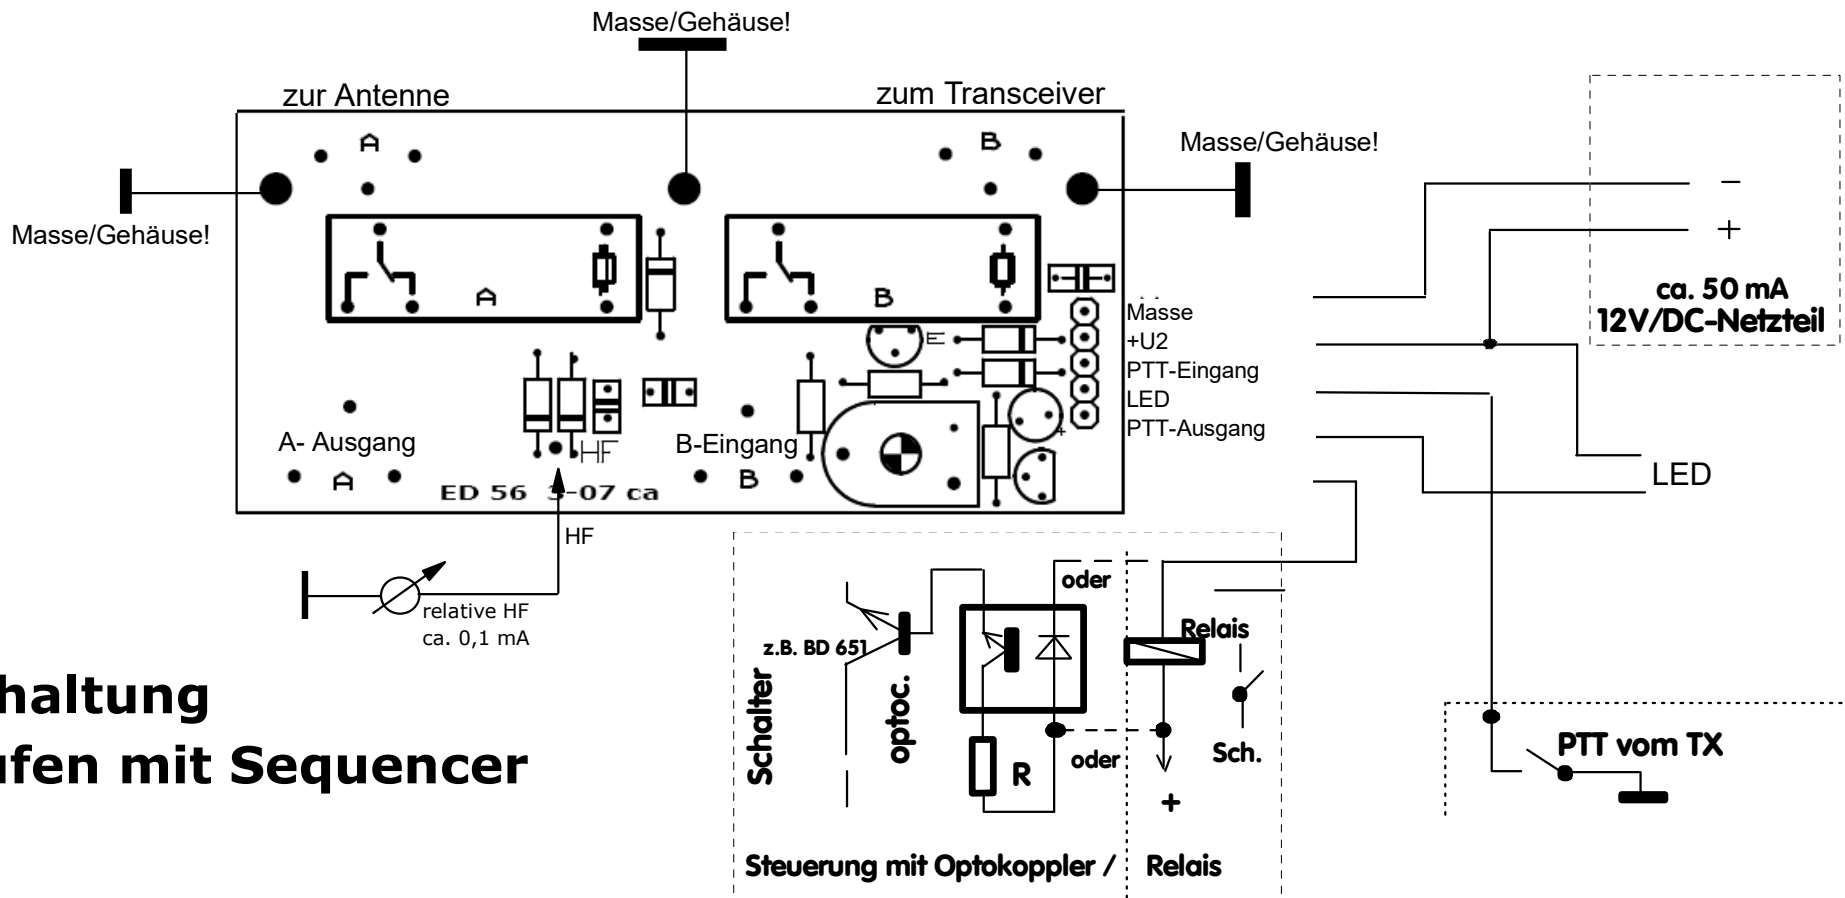 Masse/Gehäuse!
zur Antenne
zum Transceiver
A
B
Masse/Gehäuse!
Masse/Gehäuse!
−
+
ca. 50 mA
12V/DC-Netzteil
A
B
Masse
+U2
PTT-Eingang
LED
PTT-Ausgang
E
+
A- Ausgang
HF
B-Eingang
A
B
ED 56 3-07 ca
LED
HF
relative HF
ca. 0,1 mA
oder
Relais
z.B. BD 651
Schalter
optoc.
R
oder
+
Sch.
PTT vom TX
haltung
ufen mit Sequencer
Steuerung mit Optokoppler / Relais